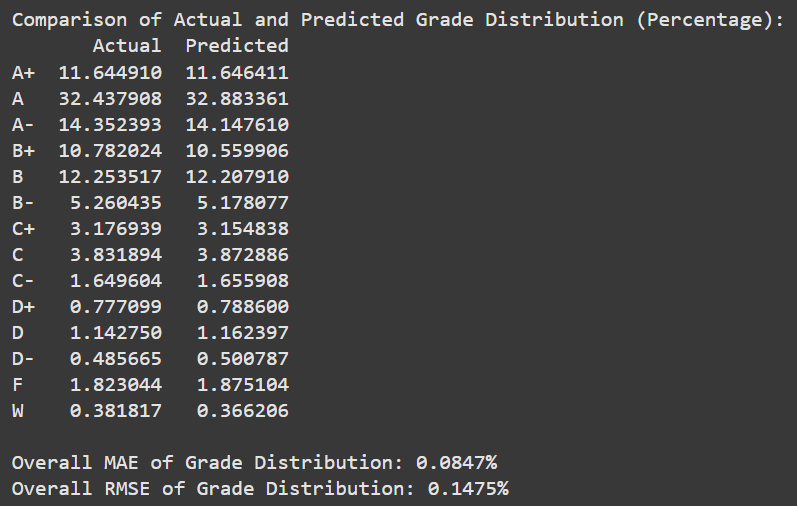 Comparison of Actual and Predicted Grade Distribution (Percentage):
Actual Predicted
A+ 11.644910 11.646411
A 32.437908 32.883361
A- 14.352393 14.147610
B+ 10.782024 10.559906
B 12.253517 12.207910
B- 5.260435 5.178077
C+ 3.176939 3.154838
C 3.831894 3.872886
C- 1.649604 1.655908
D+ 0.777099 0.788600
D 1.142750 1.162397
D- 0.485665 0.500787
F 1.823044 1.875104
W 0.381817 0.366206
Overall MAE of Grade Distribution: 0.0847%
Overall RMSE of Grade Distribution: 0.1475%